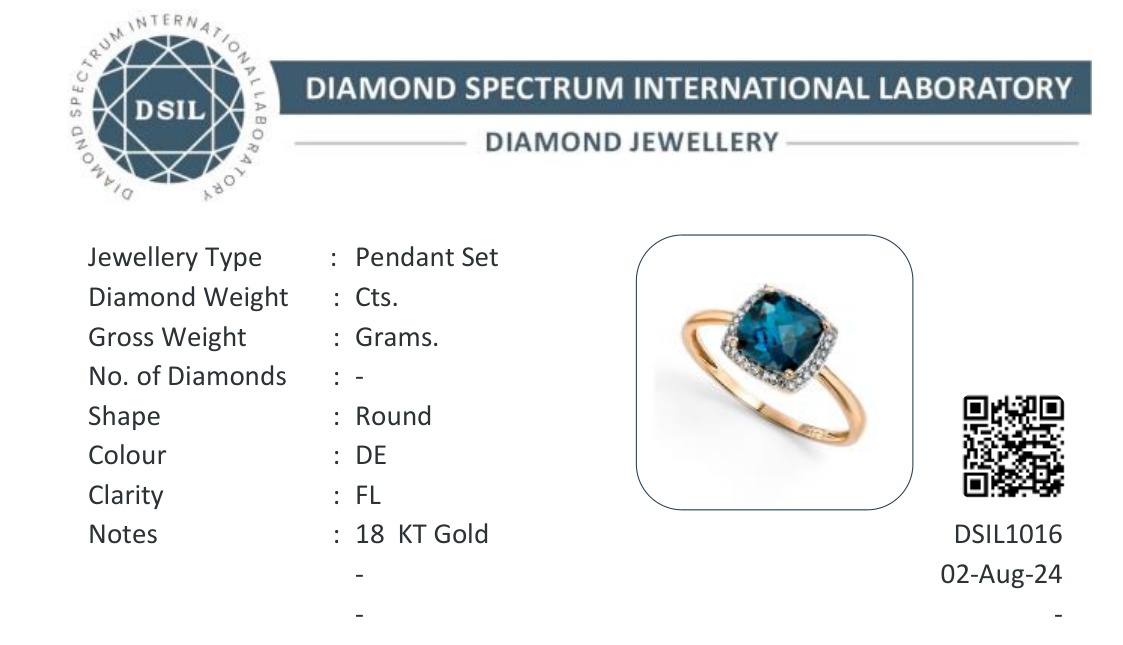 DIAMOND SPECTRUM INTERNATIONAL LABORATORY
DSIL
DIAMOND SPECTRUM INTERNATIONAL LABORATORY
DIAMOND JEWELLERY
Jewellery Type : Pendant Set
Diamond Weight : Cts.
Gross Weight : Grams.
No. of Diamonds : -
Shape : Round
Colour : DE
Clarity : FL
Notes : 18 KT Gold
-
-
DSIL1016
02-Aug-24
-